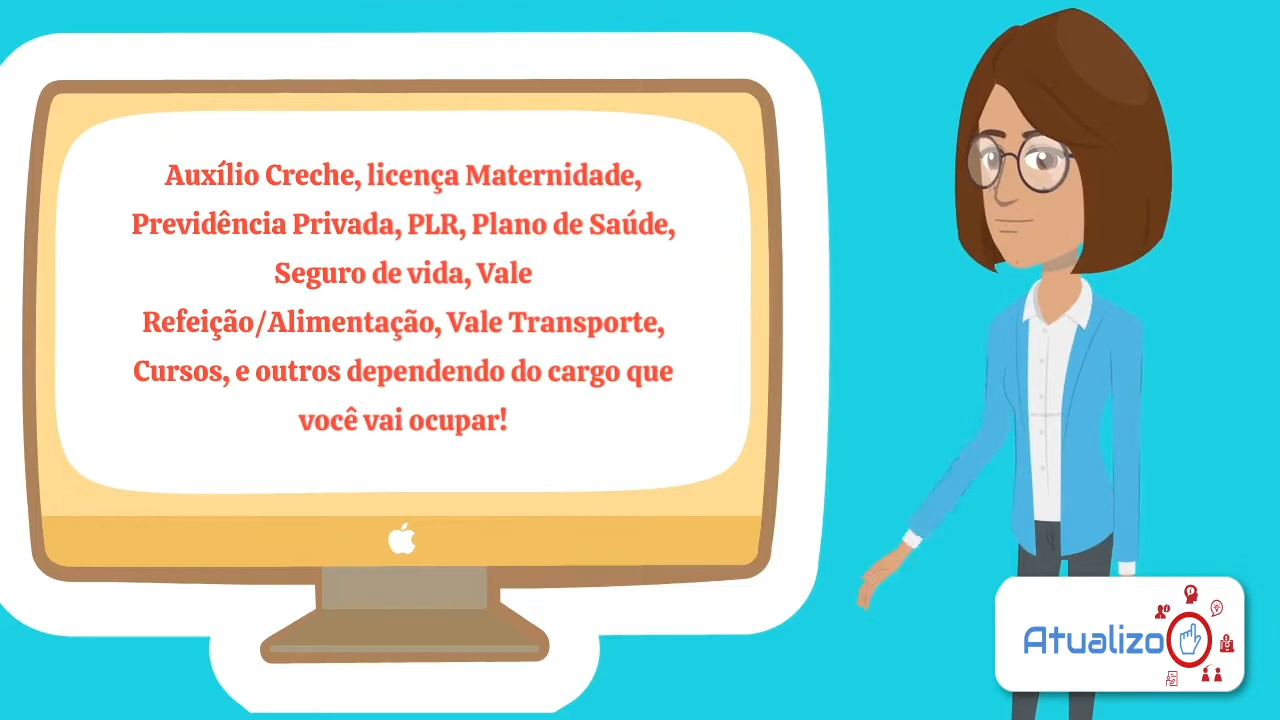 Auxílio Creche, licença Maternidade,
Previdência Privada, PLR, Plano de Saúde,
Seguro de vida, Vale
Refeição/Alimentação, Vale Transporte,
Cursos, e outros dependendo do cargo que
você vai ocupar!
Atualizo